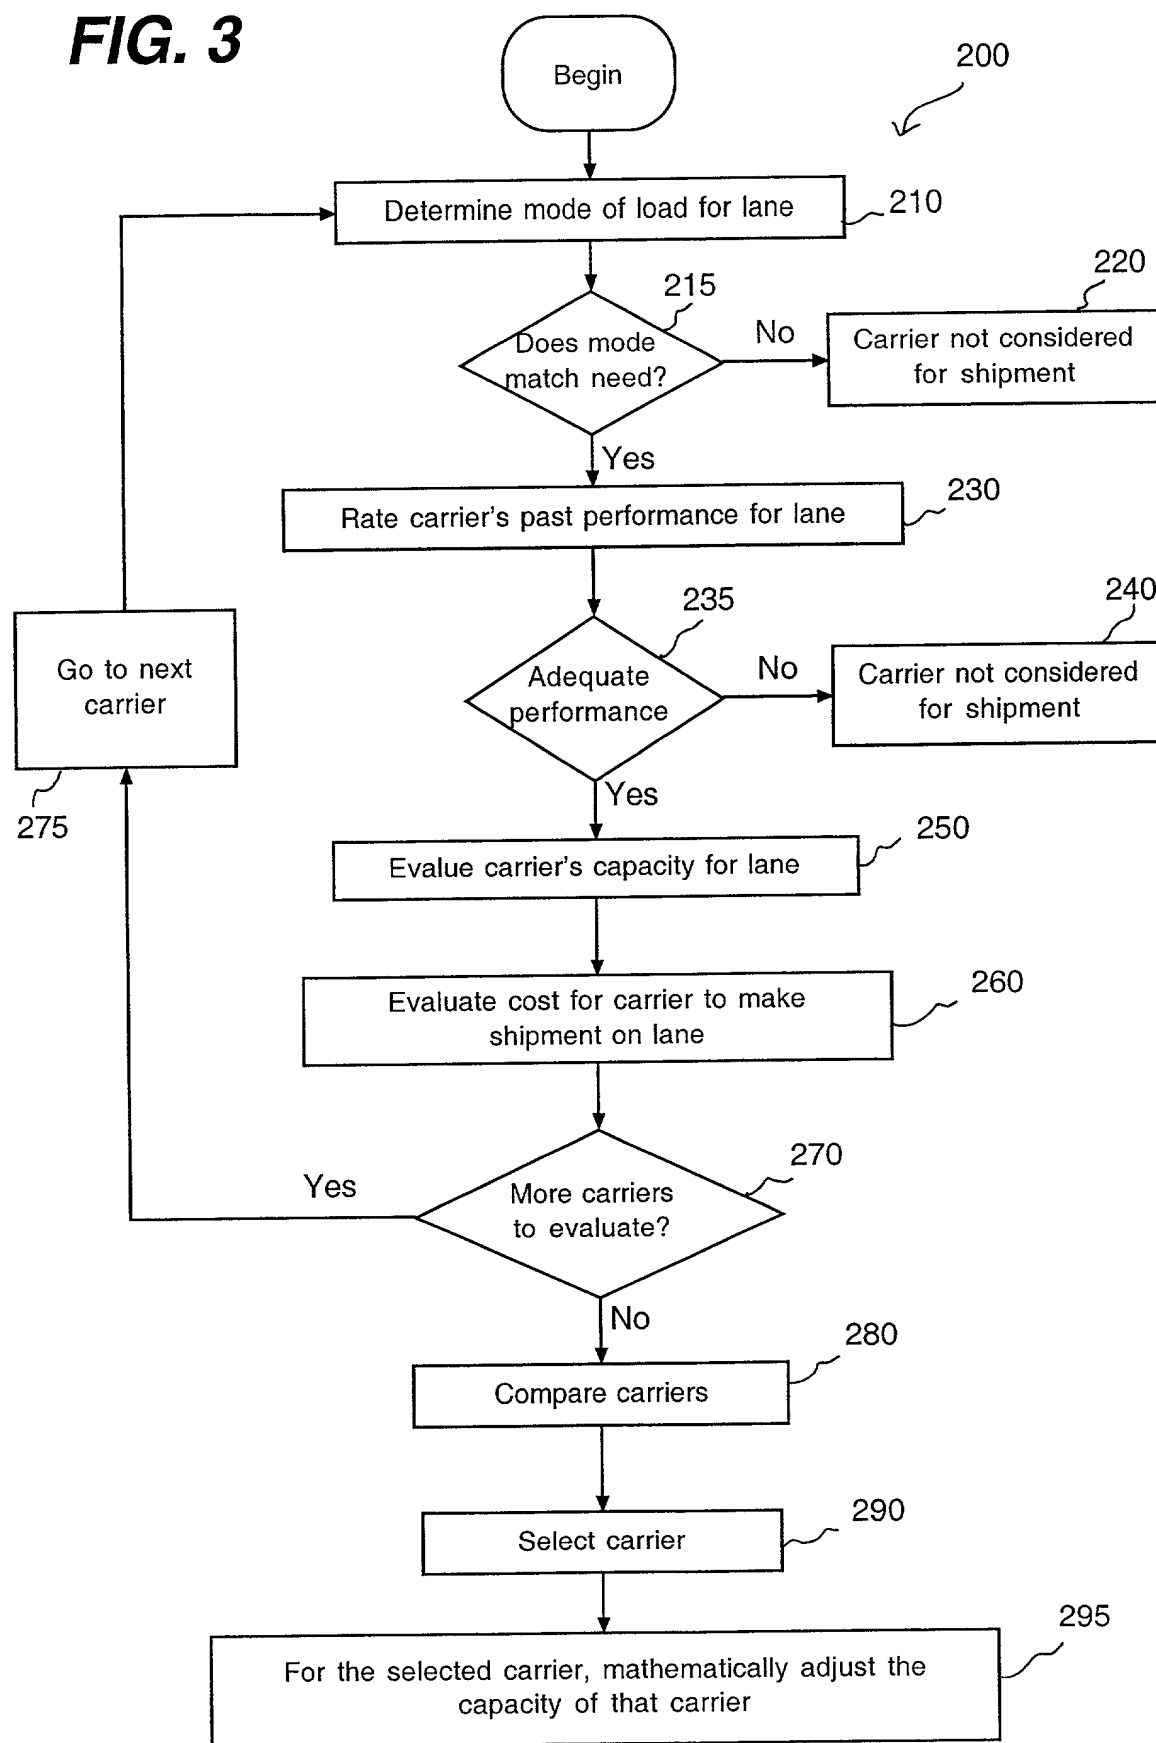 FIG. 3
Begin
200
Determine mode of load for lane
210
215
Does mode
match need?
No
220
Carrier not considered
for shipment
Yes
Rate carrier's past performance for lane
230
235
Adequate
performance
No
240
Carrier not considered
for shipment
Go to next
carrier
275
Yes
Evalue carrier's capacity for lane
250
Evaluate cost for carrier to make
shipment on lane
260
270
More carriers
to evaluate?
Yes
No
280
Compare carriers
290
Select carrier
295
For the selected carrier, mathematically adjust the
capacity of that carrier